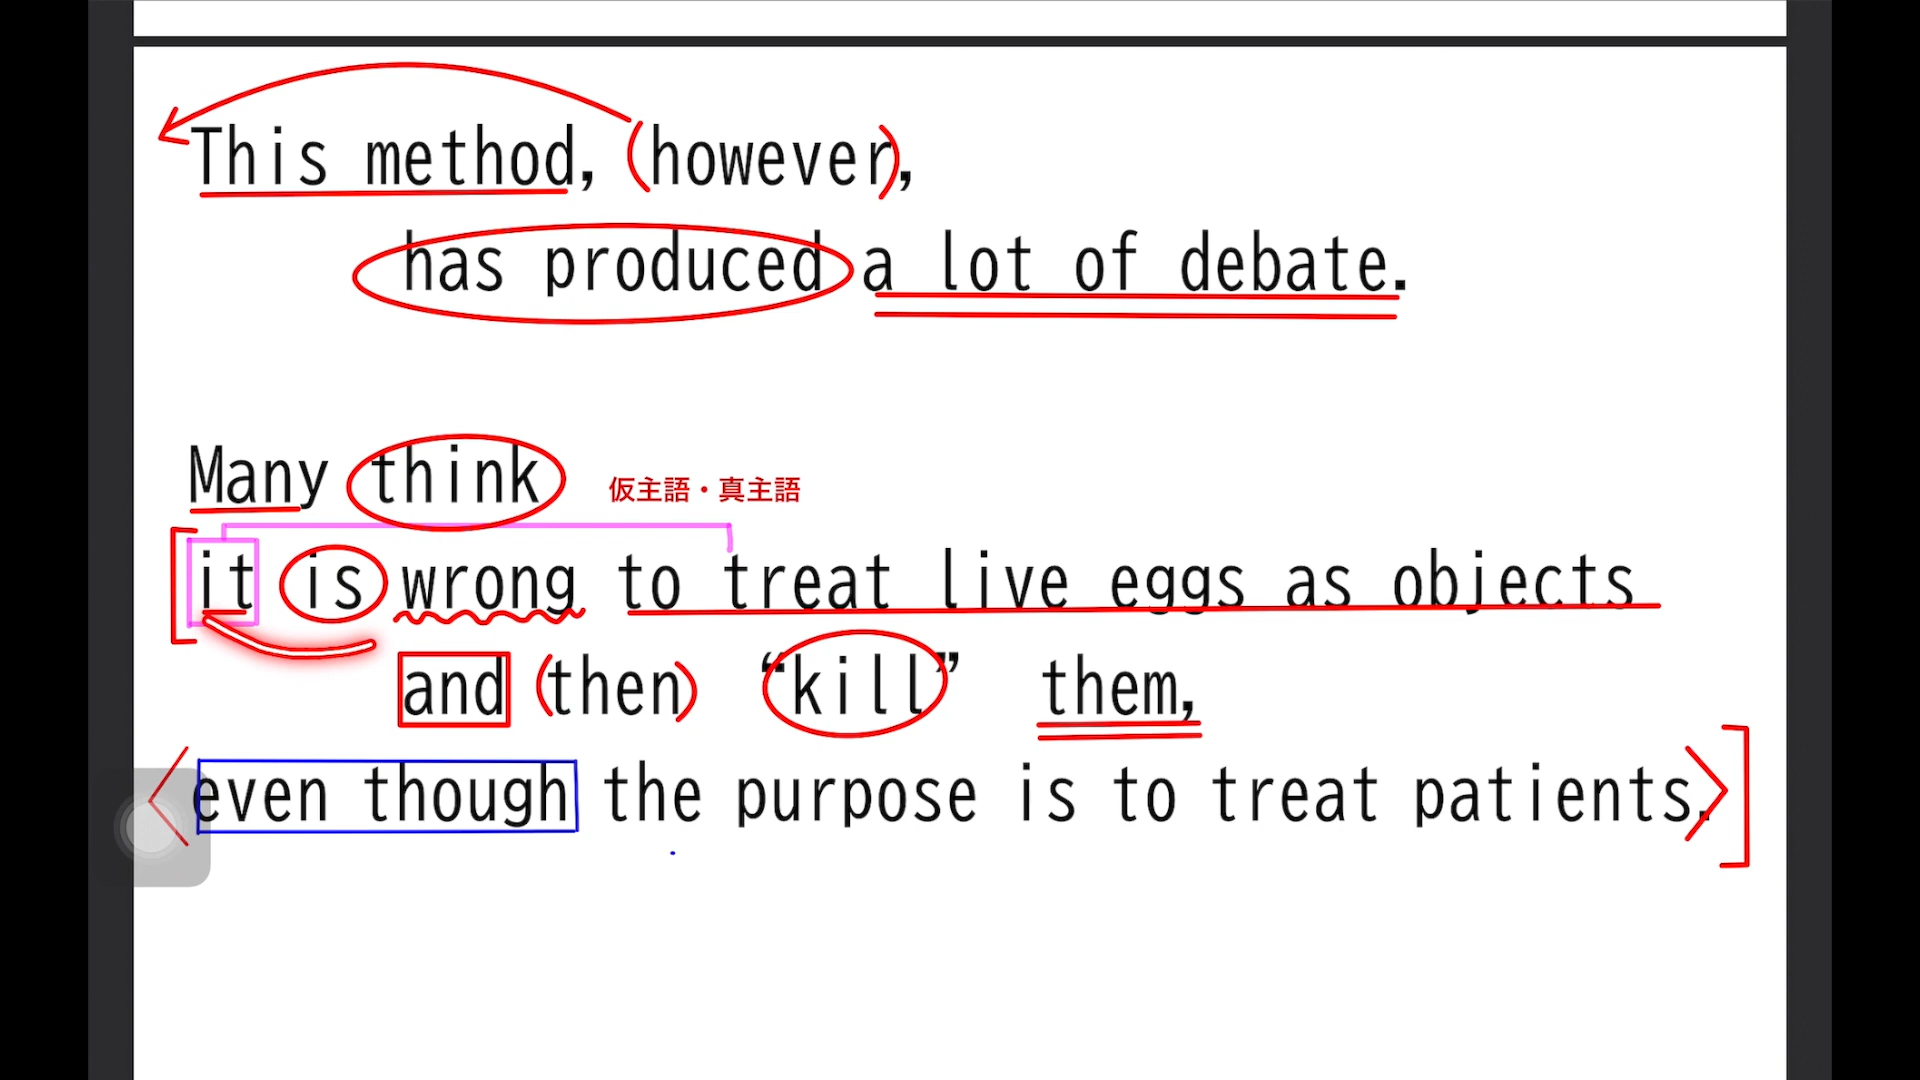 This method, (however),
has produced a lot of debate.
Many think 仮主語・真主語
[it is wrong to treat live eggs as objects
and (then) “kill” them,
<even though the purpose is to treat patients.>]